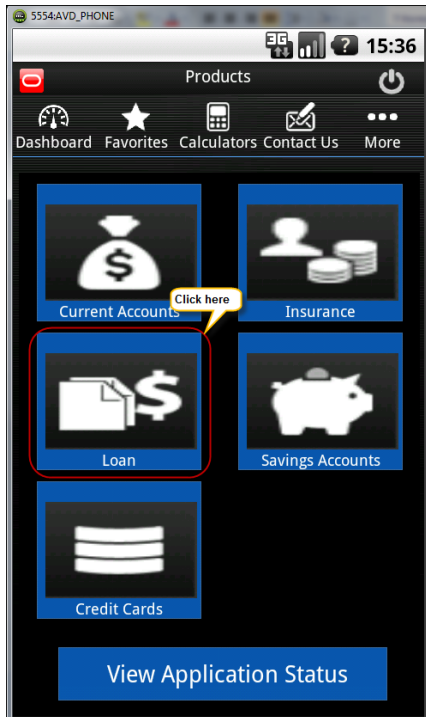 5554:AVD_PHONE
3G 15:36
Products
Dashboard Favorites Calculators Contact Us More
Current Accounts Insurance
Click here
Loan Savings Accounts
Credit Cards
View Application Status